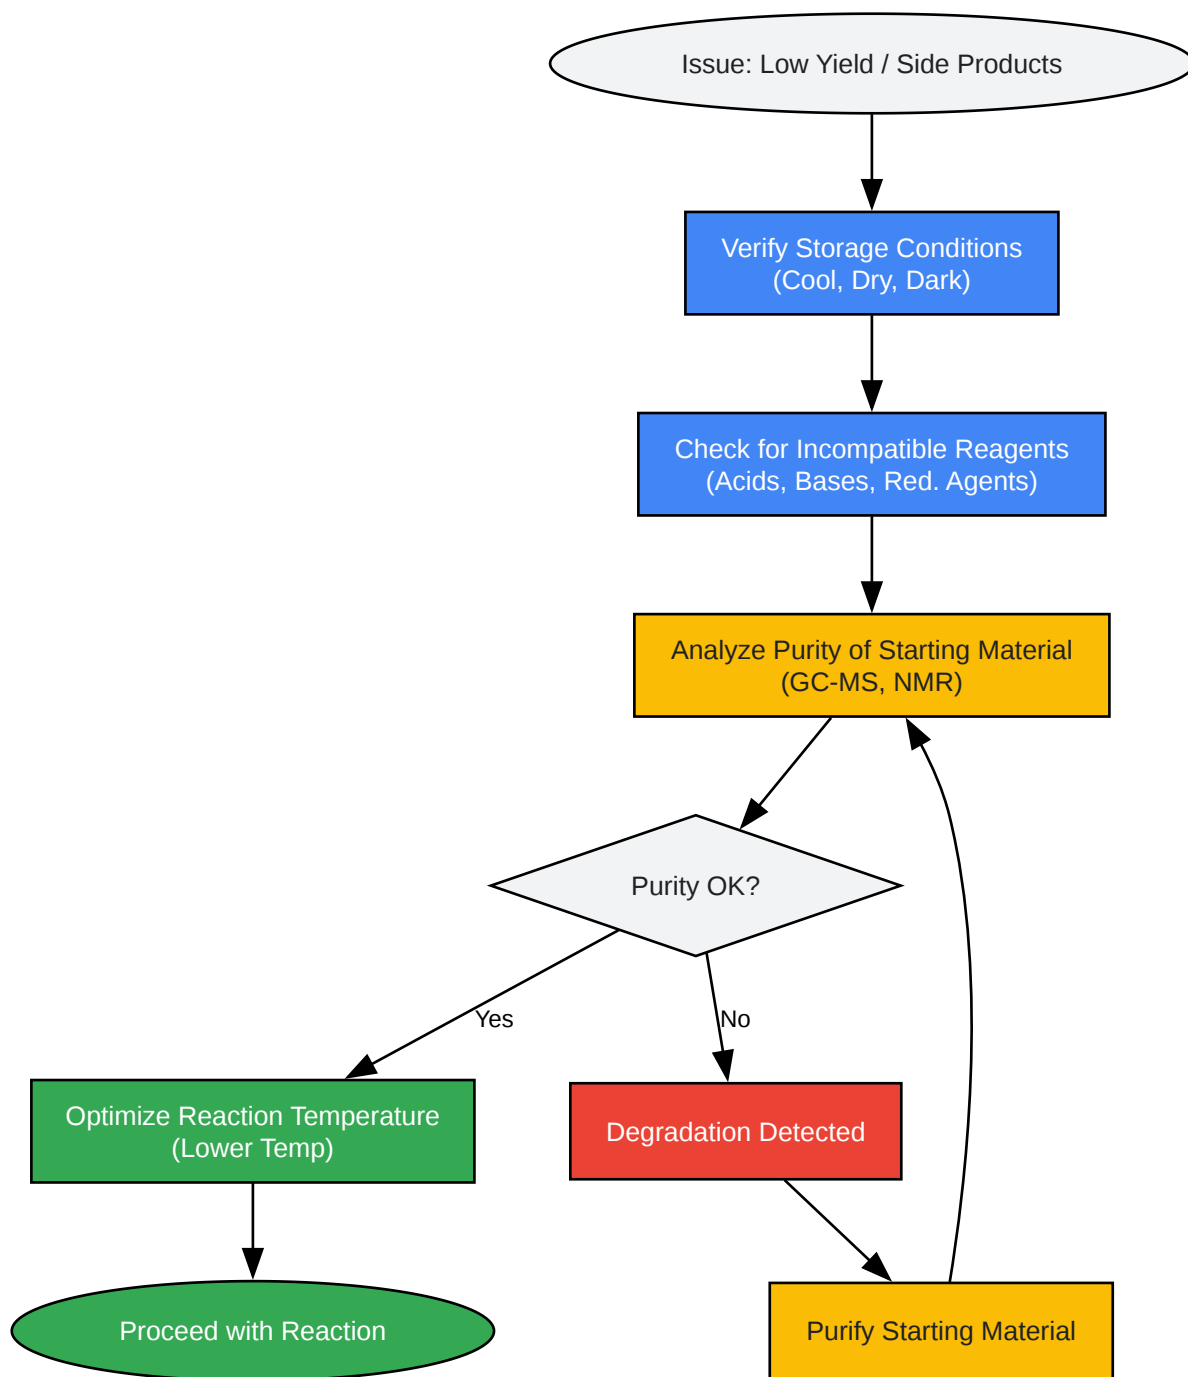 Issue: Low Yield / Side Products
Verify Storage Conditions
(Cool, Dry, Dark)
Check for Incompatible Reagents
(Acids, Bases, Red. Agents)
Analyze Purity of Starting Material
(GC-MS, NMR)
Purity OK?
Yes
No
Optimize Reaction Temperature
(Lower Temp)
Degradation Detected
Proceed with Reaction
Purify Starting Material